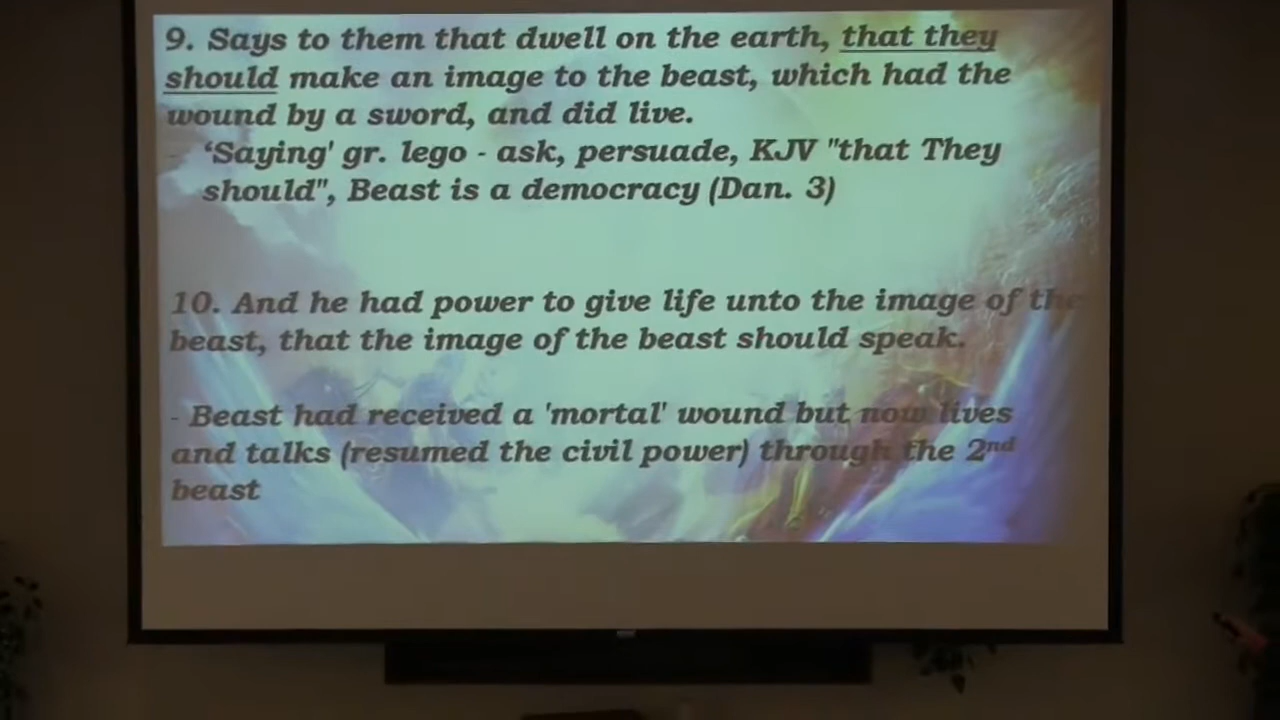 9. Says to them that dwell on the earth, that they
should make an image to the beast, which had the
wound by a sword, and did live.
- 'Saying' gr. lego - ask, persuade, KJV "that They
should", Beast is a democracy (Dan. 3)
10. And he had power to give life unto the image of the
beast, that the image of the beast should speak.
- Beast had received a 'mortal' wound but now lives
and talks (resumed the civil power) through the 2nd
beast